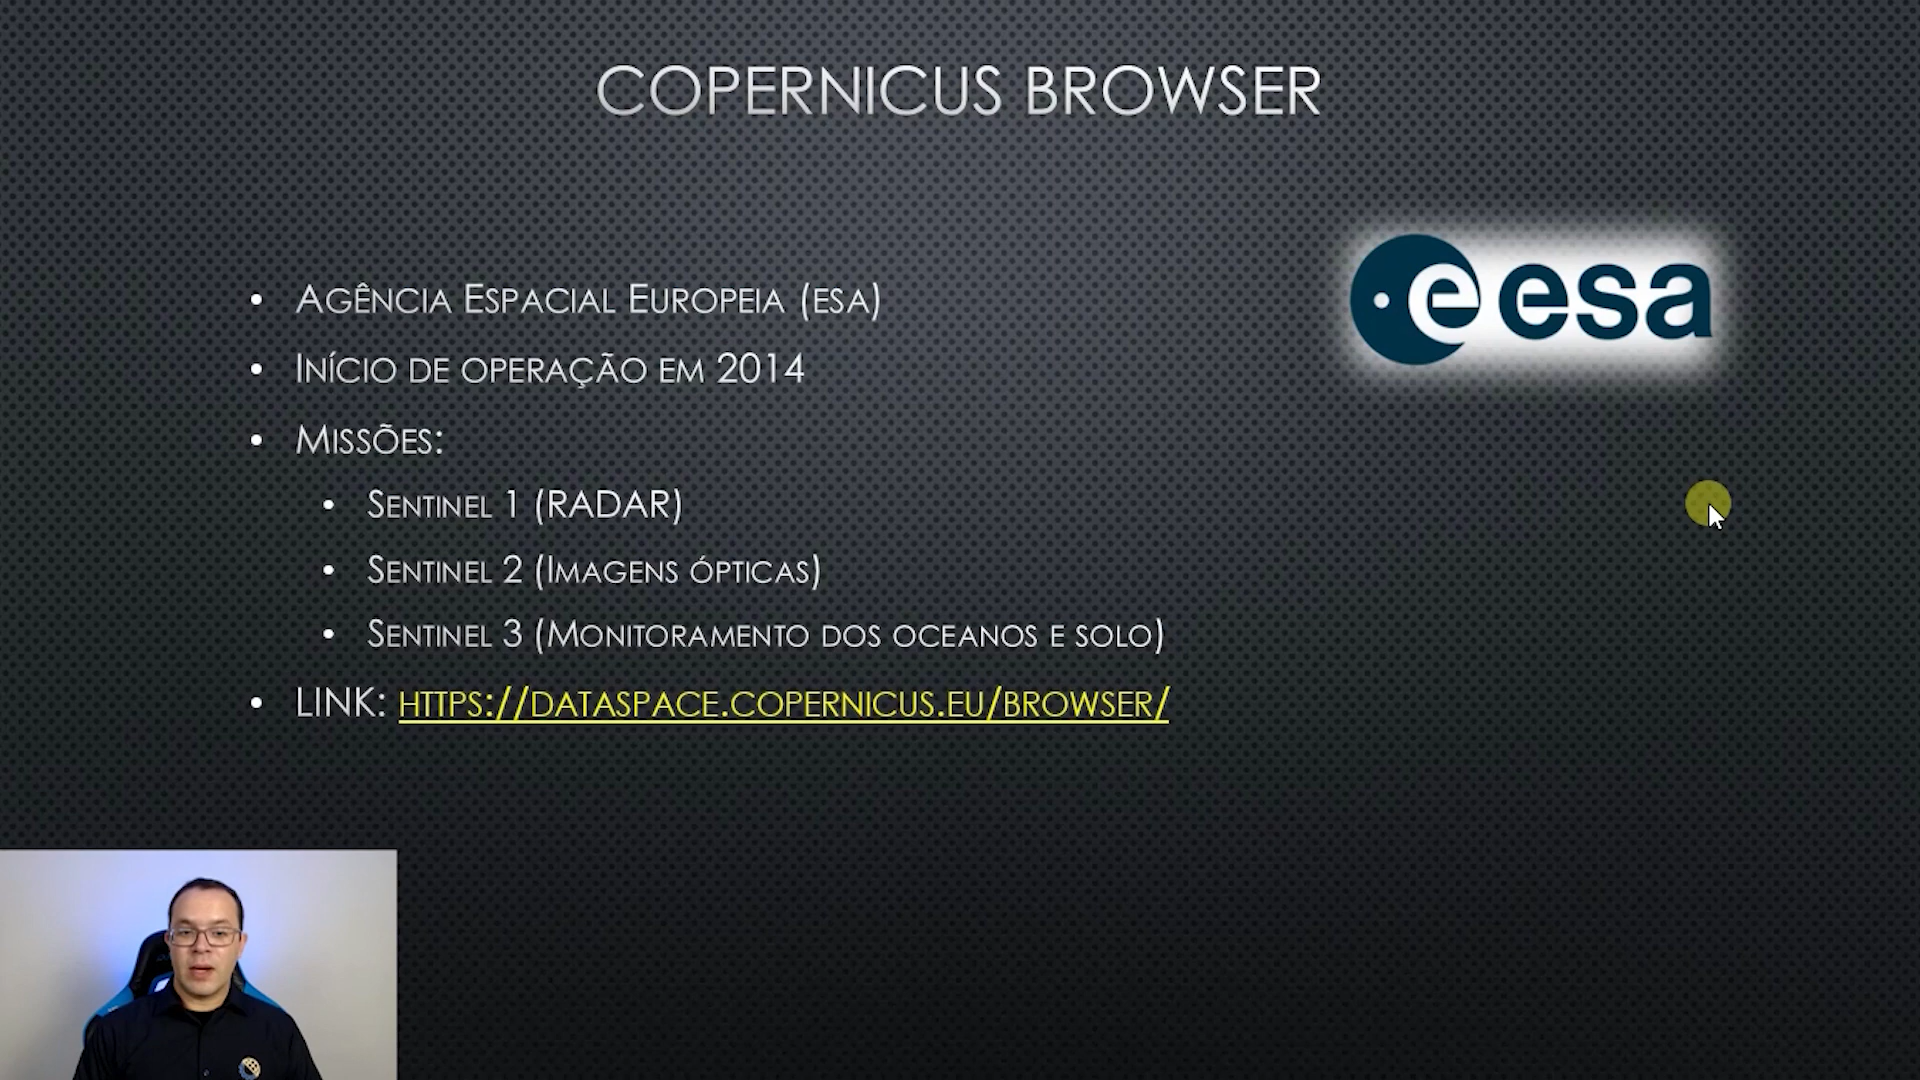 COPERNICUS BROWSER
esa
• AGÊNCIA ESPACIAL EUROPEIA (ESA)
• INÍCIO DE OPERAÇÃO EM 2014
• MISSÕES:
• SENTINEL 1 (RADAR)
• SENTINEL 2 (IMAGENS ÓPTICAS)
• SENTINEL 3 (MONITORAMENTO DOS OCEANOS E SOLO)
• LINK: HTTPS://DATASPACE.COPERNICUS.EU/BROWSER/